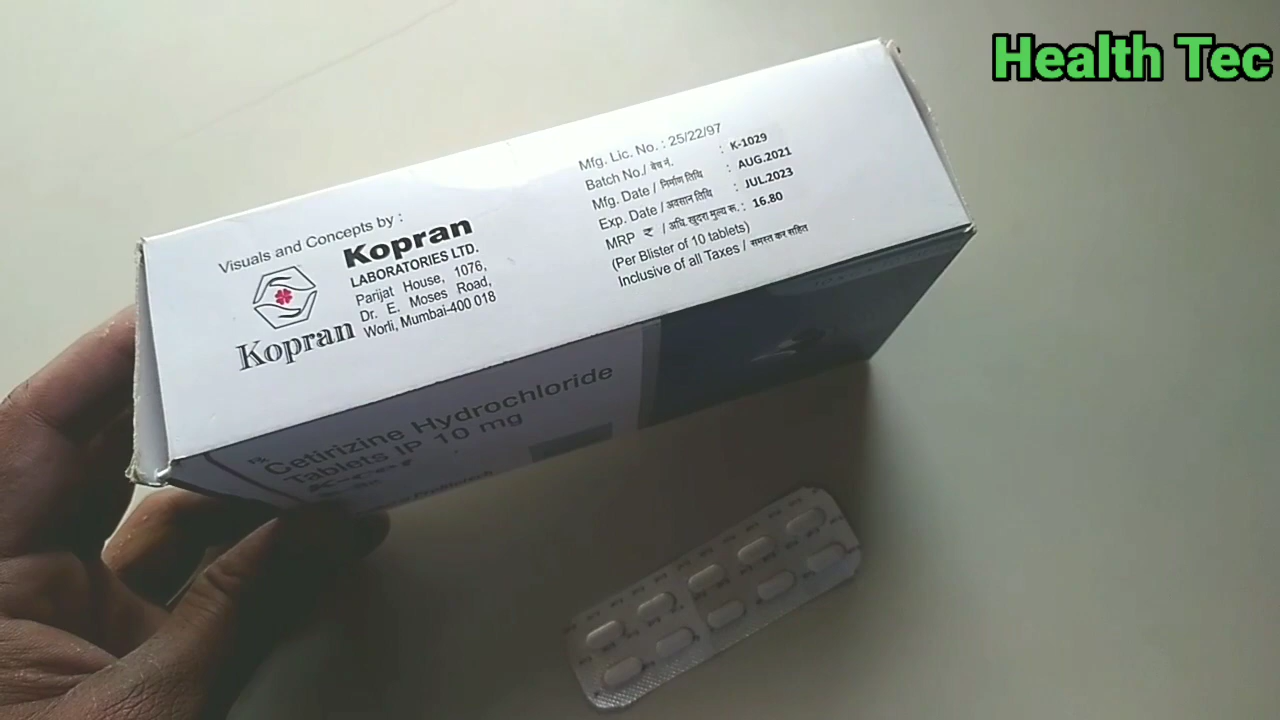 Health Tec
Visuals and Concepts by :
Kopran
LABORATORIES LTD.
Parijat House, 1076,
Dr. E. Moses Road,
Worli, Mumbai-400 018
Kopran
Mfg. Lic. No. : 25/22/97
Batch No./ बैच नं. : K-1029
Mfg. Date / निर्माण तिथि : AUG.2021
Exp. Date / अवसान तिथि : JUL.2023
MRP ₹ / अधि. खुदरा मूल्य रू.: 16.80
(Per Blister of 10 tablets)
Inclusive of all Taxes / समस्त कर सहित
Rx
Cetirizine Hydrochloride
Tablets IP 10 mg